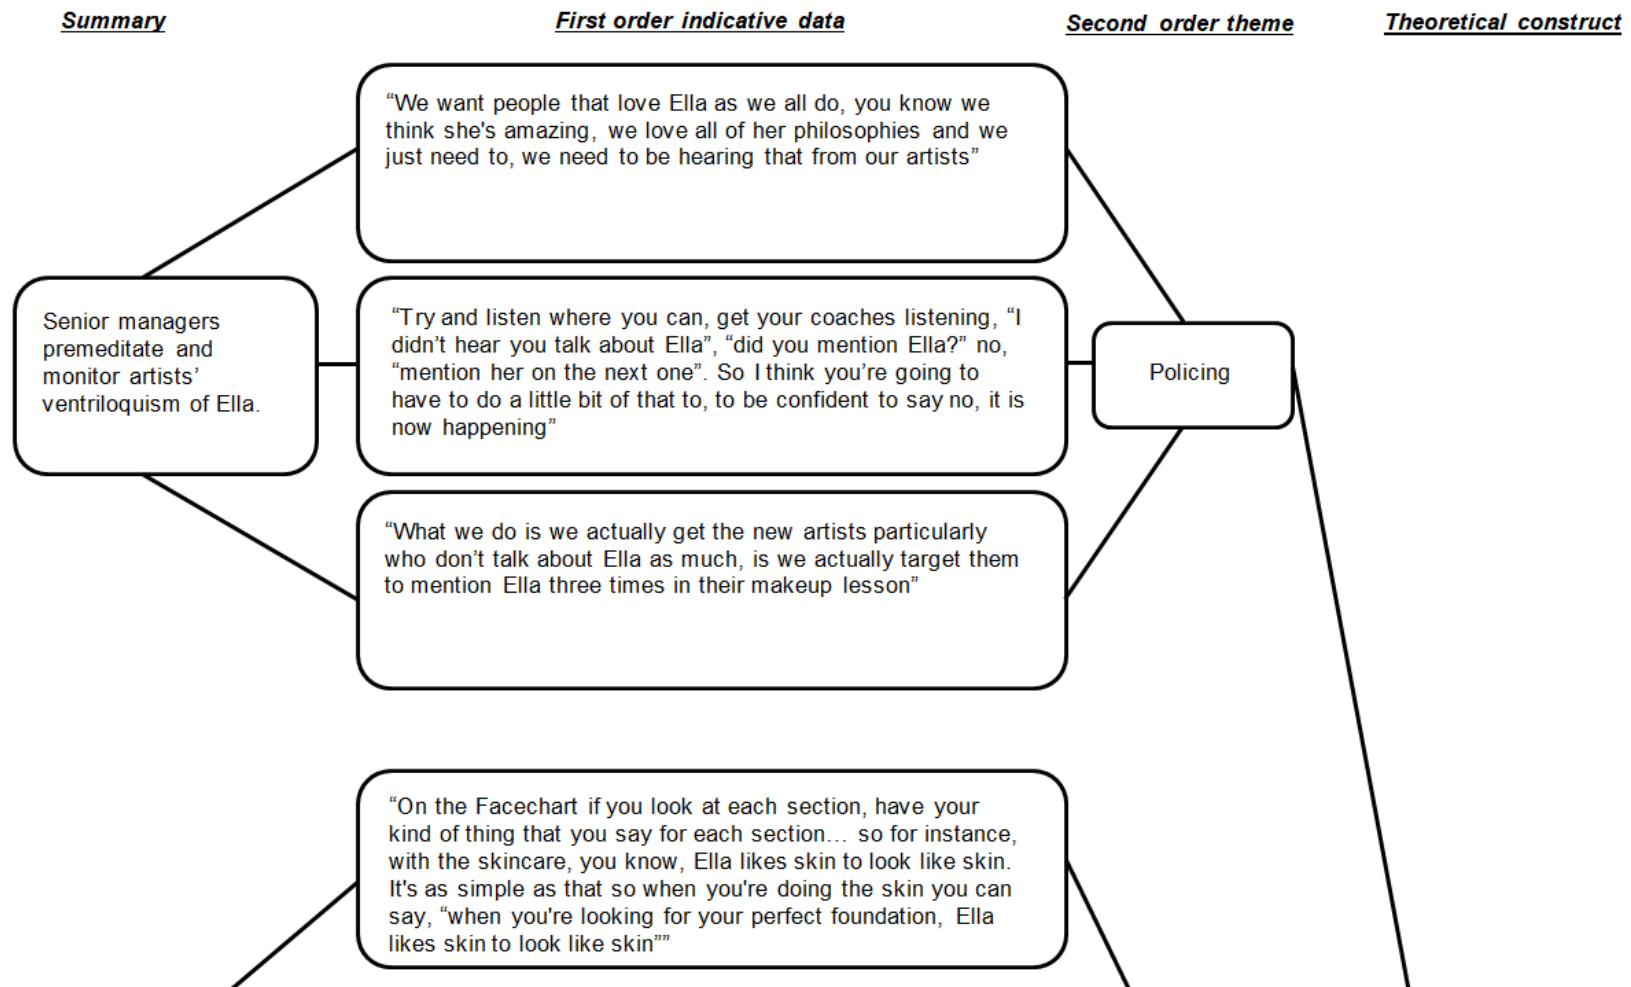 Summary
First order indicative data
Second order theme
Theoretical construct
“We want people that love Ella as we all do, you know we
think she's amazing, we love all of her philosophies and we
just need to, we need to be hearing that from our artists”
Senior managers
premeditate and
monitor artists’
ventriloquism of Ella.
“Try and listen where you can, get your coaches listening, “I
didn’t hear you talk about Ella”, “did you mention Ella?” no,
“mention her on the next one”. So I think you’re going to
have to do a little bit of that to, to be confident to say no, it is
now happening”
Policing
“What we do is we actually get the new artists particularly
who don’t talk about Ella as much, is we actually target them
to mention Ella three times in their makeup lesson”
“On the Facechart if you look at each section, have your
kind of thing that you say for each section… so for instance,
with the skincare, you know, Ella likes skin to look like skin.
It's as simple as that so when you're doing the skin you can
say, “when you're looking for your perfect foundation, Ella
likes skin to look like skin””